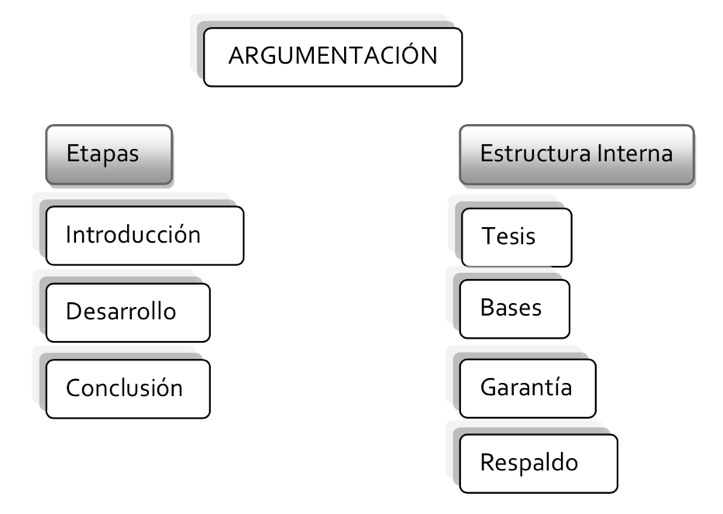 ARGUMENTACIÓN
Etapas
Introducción
Desarrollo
Conclusión
Estructura Interna
Tesis
Bases
Garantía
Respaldo